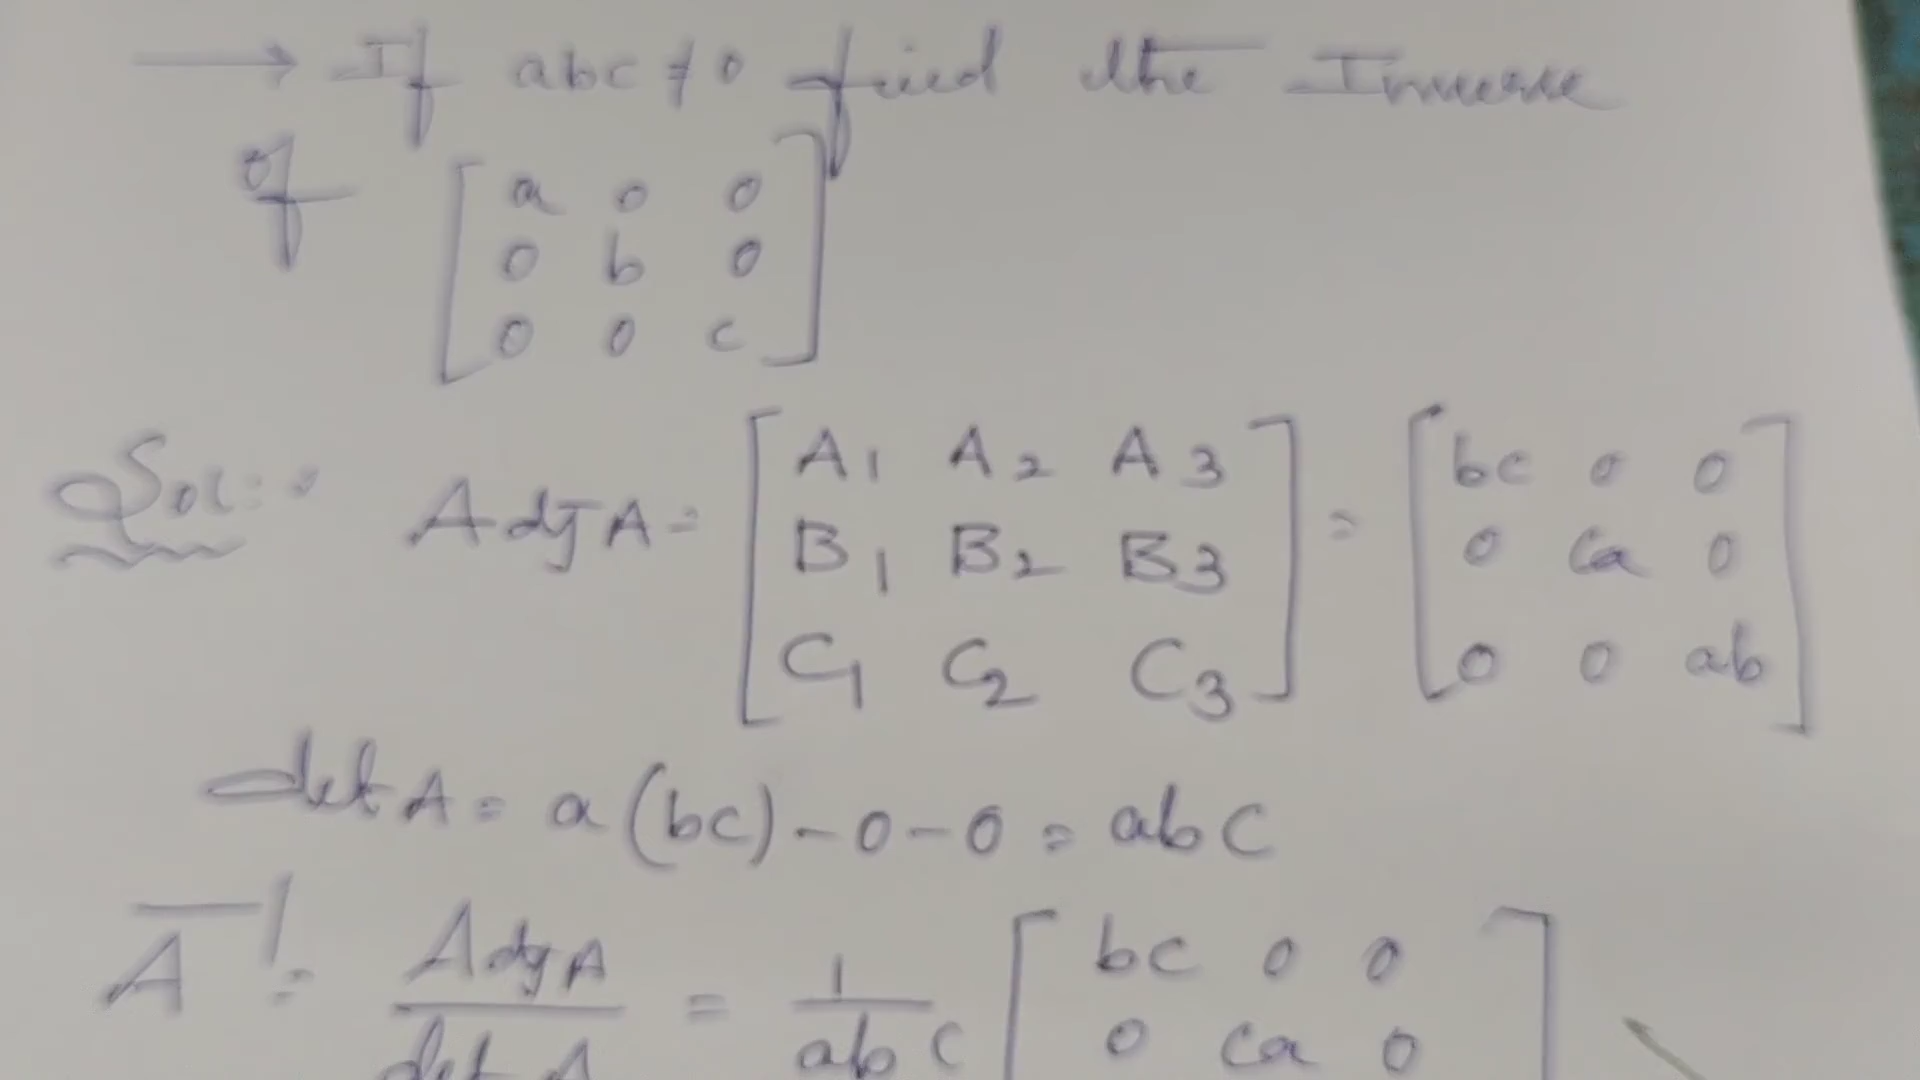 → If abc ≠ 0 find the Inverse
of [a 0 0
0 b 0
0 0 c]
Sol:- Adj A = [A1 A2 A3
B1 B2 B3
C1 C2 C3] = [bc 0 0
0 ca 0
0 0 ab]
det A = a(bc) - 0 - 0 = abc
A⁻¹ = Adj A / det A = 1/abc [bc 0 0
0 ca 0